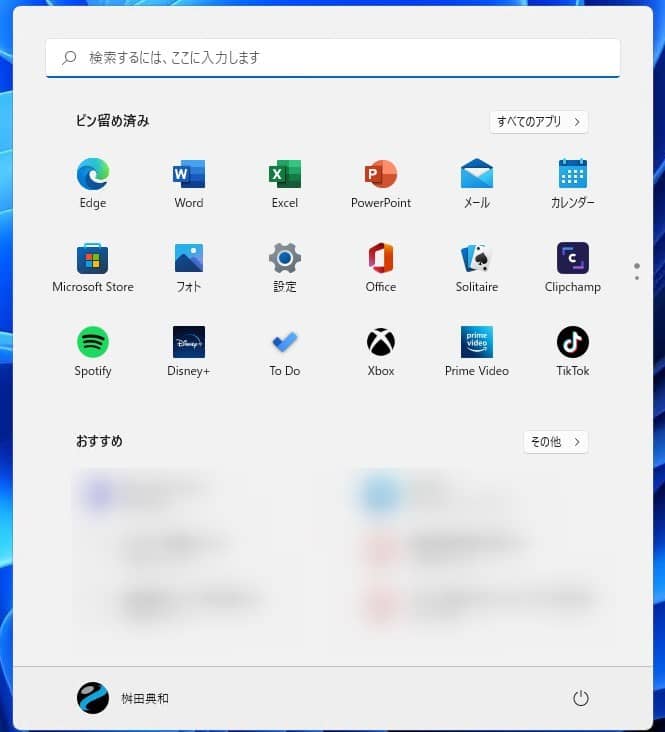 検索するには、ここに入力します
ピン留め済み
すべてのアプリ
Edge
Word
Excel
PowerPoint
メール
カレンダー
Microsoft Store
フォト
設定
Office
Solitaire
Clipchamp
Spotify
Disney+
To Do
Xbox
prime video
Prime Video
TikTok
おすすめ
その他
桝田典和